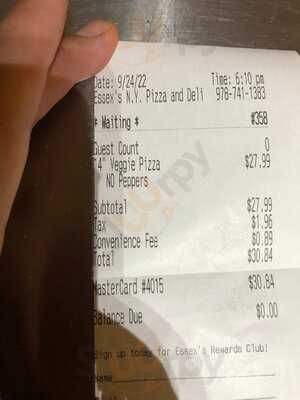 Date: 9/24/22 Time: 6:10 pm
Essex's N.Y. Pizza and Deli 978-741-1383
* Waiting * #358
Guest Count 0
4" Veggie Pizza $27.99
NO Peppers
Subtotal $27.99
Tax $1.96
Convenience Fee $0.89
Total $30.84
MasterCard #4015 $30.84
Balance Due $0.00
Sign up today for Essex's Rewards Club!
Name